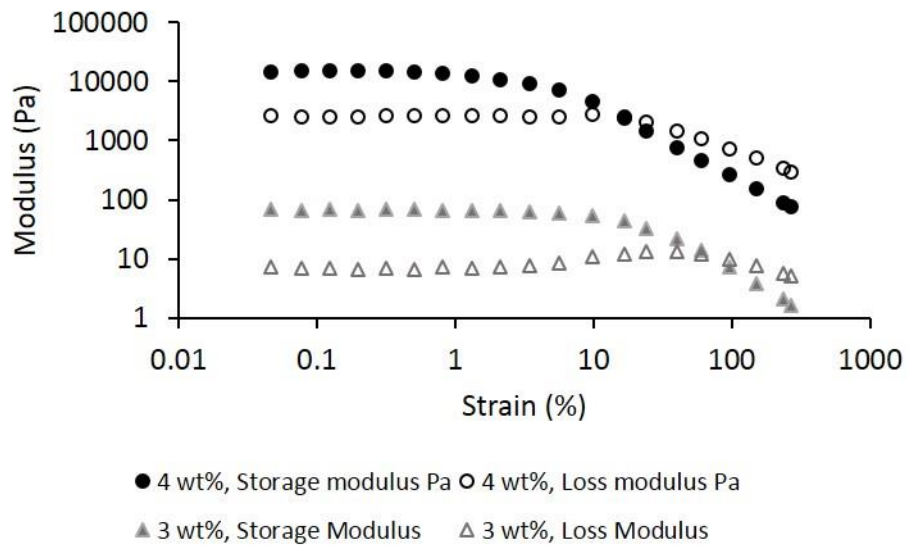 100000
10000
1000
100
10
1
Modulus (Pa)
0.01 0.1 1 10 100 1000
Strain (%)
4 wt%, Storage modulus Pa 4 wt%, Loss modulus Pa
3 wt%, Storage Modulus 3 wt%, Loss Modulus